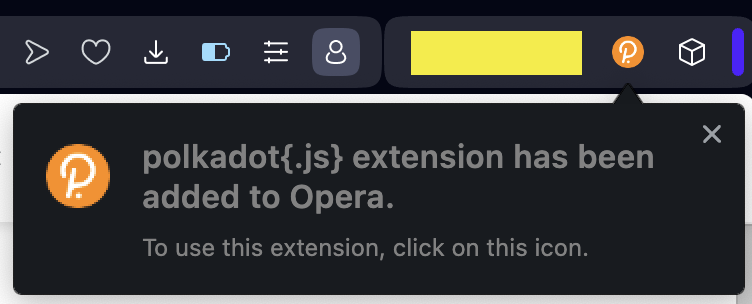 polkadot{.js} extension has been
added to Opera.
To use this extension, click on this icon.